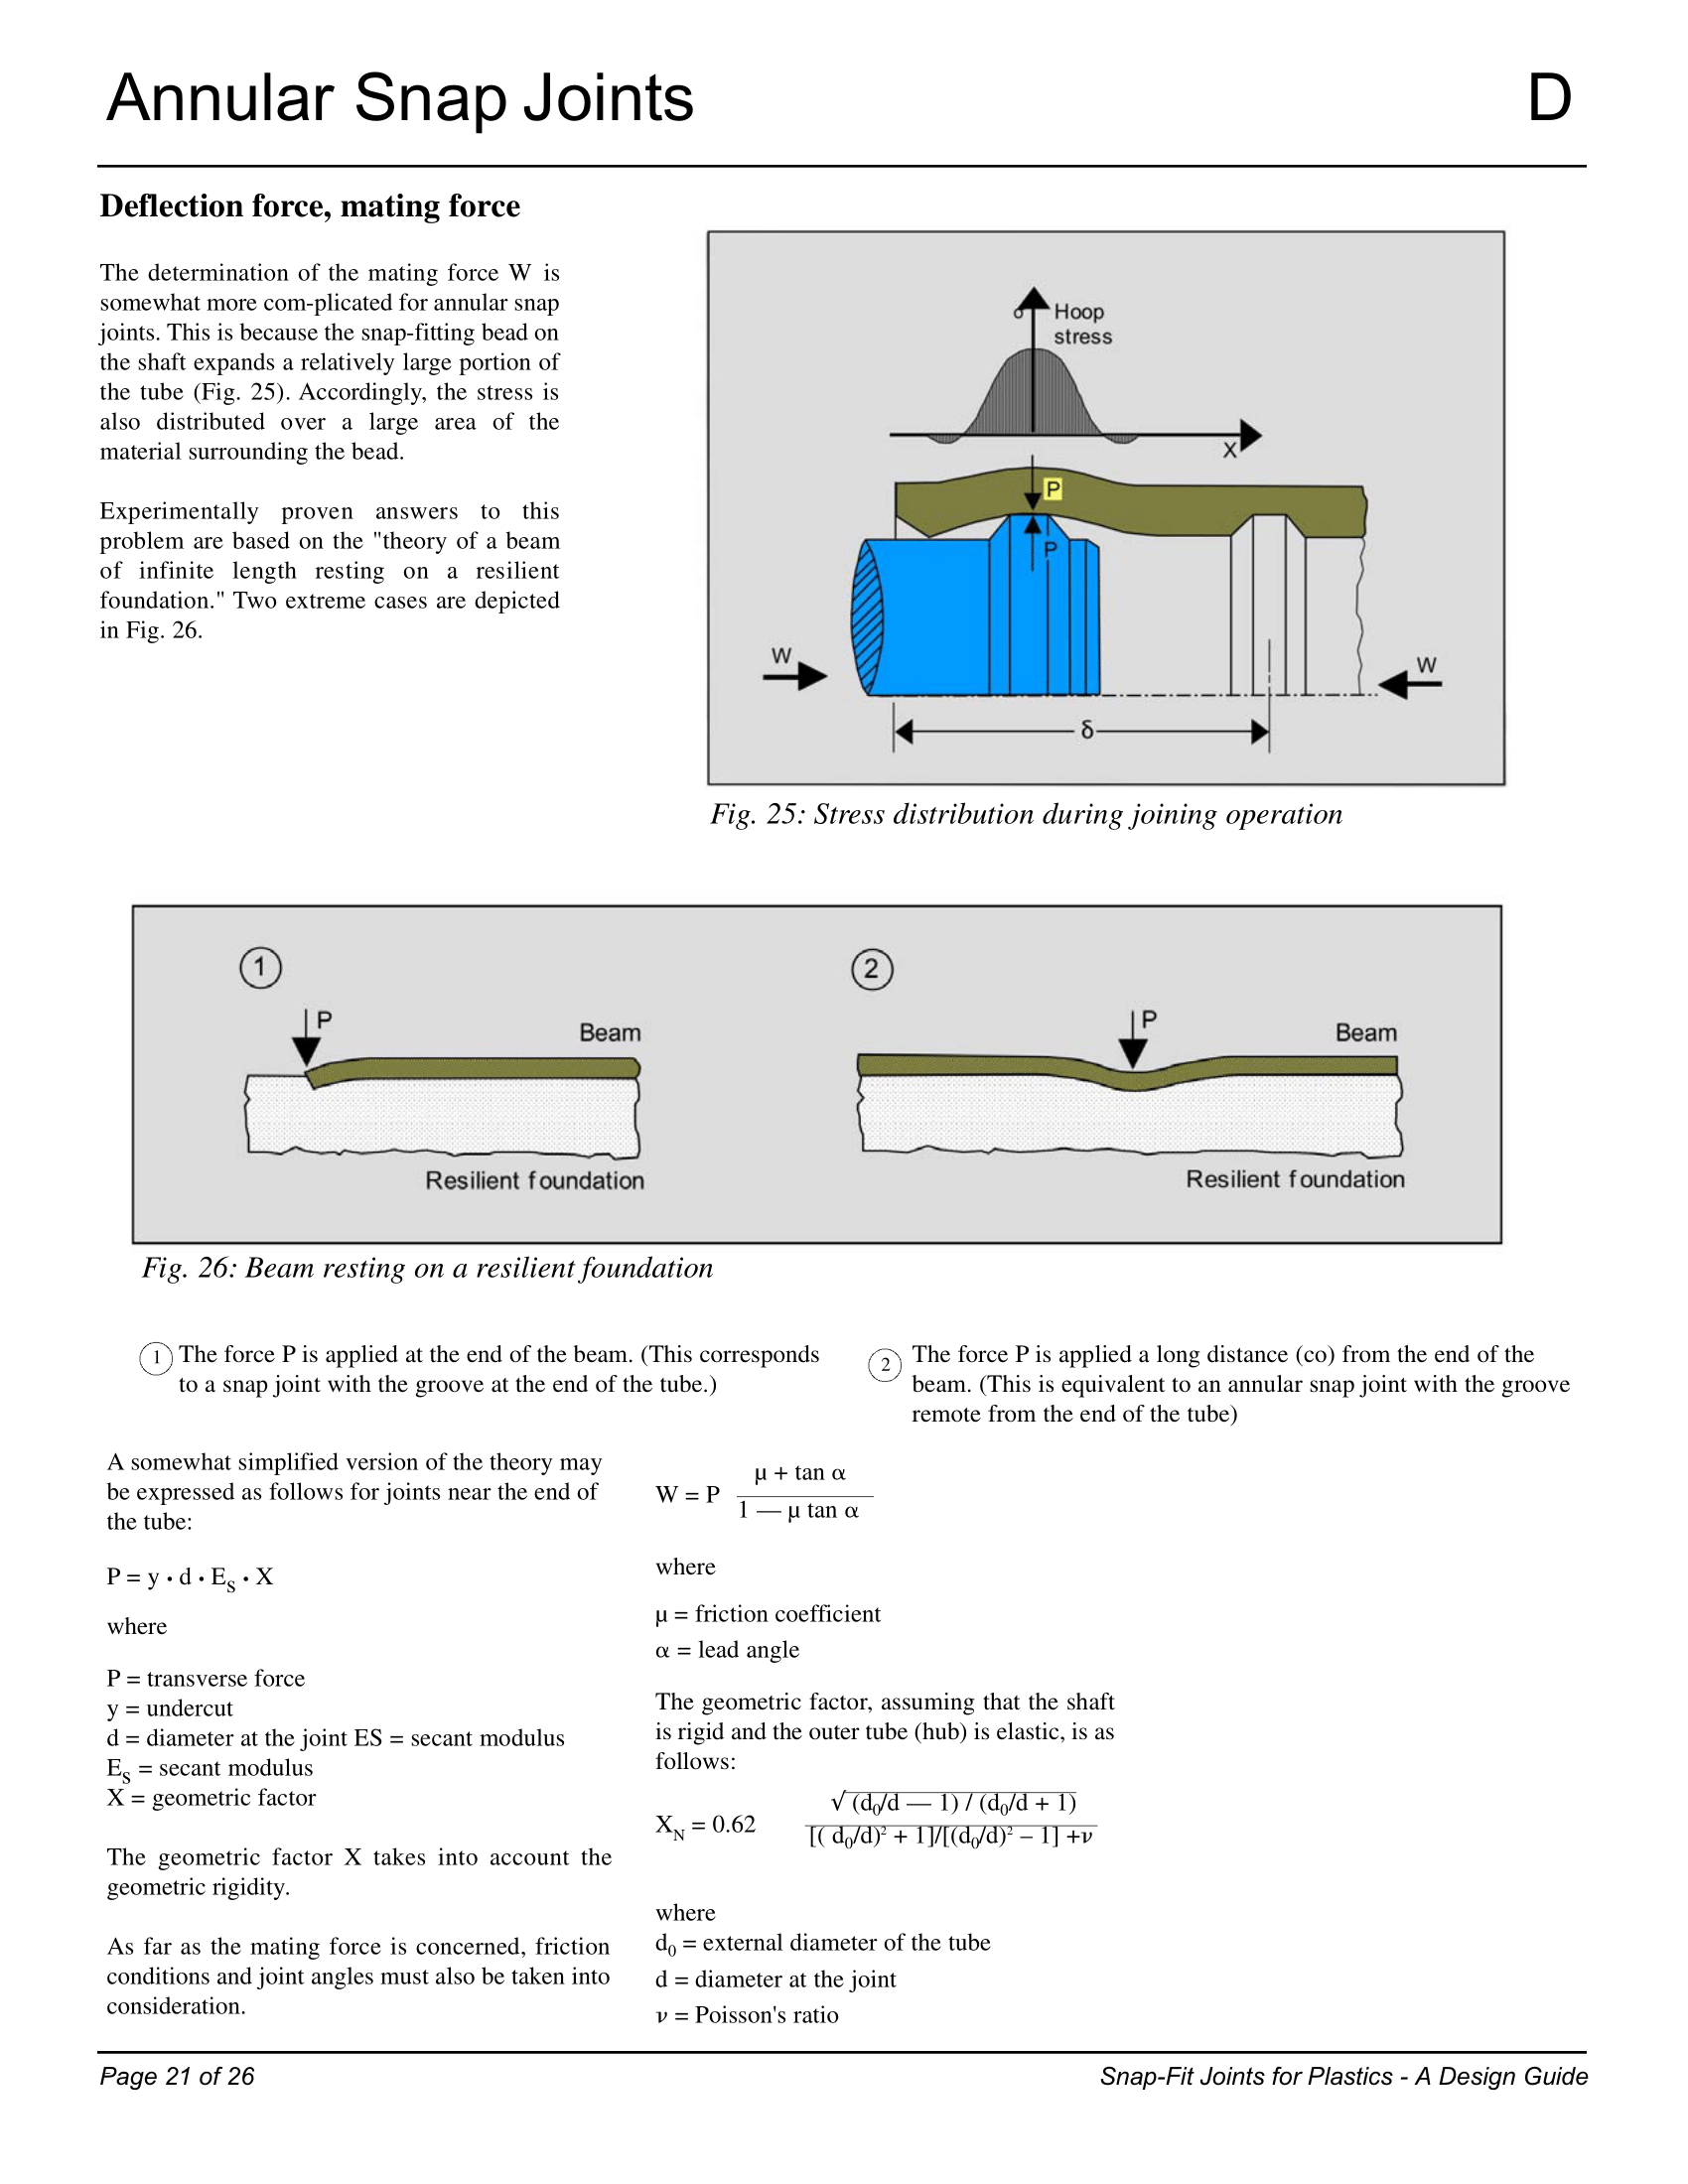 Annular Snap Joints
D
Deflection force, mating force
The determination of the mating force W is
somewhat more com-plicated for annular snap
joints. This is because the snap-fitting bead on
the shaft expands a relatively large portion of
the tube (Fig. 25). Accordingly, the stress is
also distributed over a large area of the
material surrounding the bead.
Experimentally proven answers to this
problem are based on the "theory of a beam
of infinite length resting on a resilient
foundation." Two extreme cases are depicted
in Fig. 26.
σ Hoop
stress
X
P
P
W
W
δ
Fig. 25: Stress distribution during joining operation
1
P
Beam
Resilient foundation
2
P
Beam
Resilient foundation
Fig. 26: Beam resting on a resilient foundation
1 The force P is applied at the end of the beam. (This corresponds
to a snap joint with the groove at the end of the tube.)
2 The force P is applied a long distance (co) from the end of the
beam. (This is equivalent to an annular snap joint with the groove
remote from the end of the tube)
A somewhat simplified version of the theory may
be expressed as follows for joints near the end of
the tube:
P = y • d • E_S • X
where
P = transverse force
y = undercut
d = diameter at the joint ES = secant modulus
E_S = secant modulus
X = geometric factor
The geometric factor X takes into account the
geometric rigidity.
As far as the mating force is concerned, friction
conditions and joint angles must also be taken into
consideration.
W = P
μ + tan α
1 — μ tan α
where
μ = friction coefficient
α = lead angle
The geometric factor, assuming that the shaft
is rigid and the outer tube (hub) is elastic, is as
follows:
X_N = 0.62
√ (d₀/d — 1) / (d₀/d + 1)
[( d₀/d)² + 1]/[(d₀/d)² – 1] +ν
where
d₀ = external diameter of the tube
d = diameter at the joint
ν = Poisson's ratio
Page 21 of 26
Snap-Fit Joints for Plastics - A Design Guide